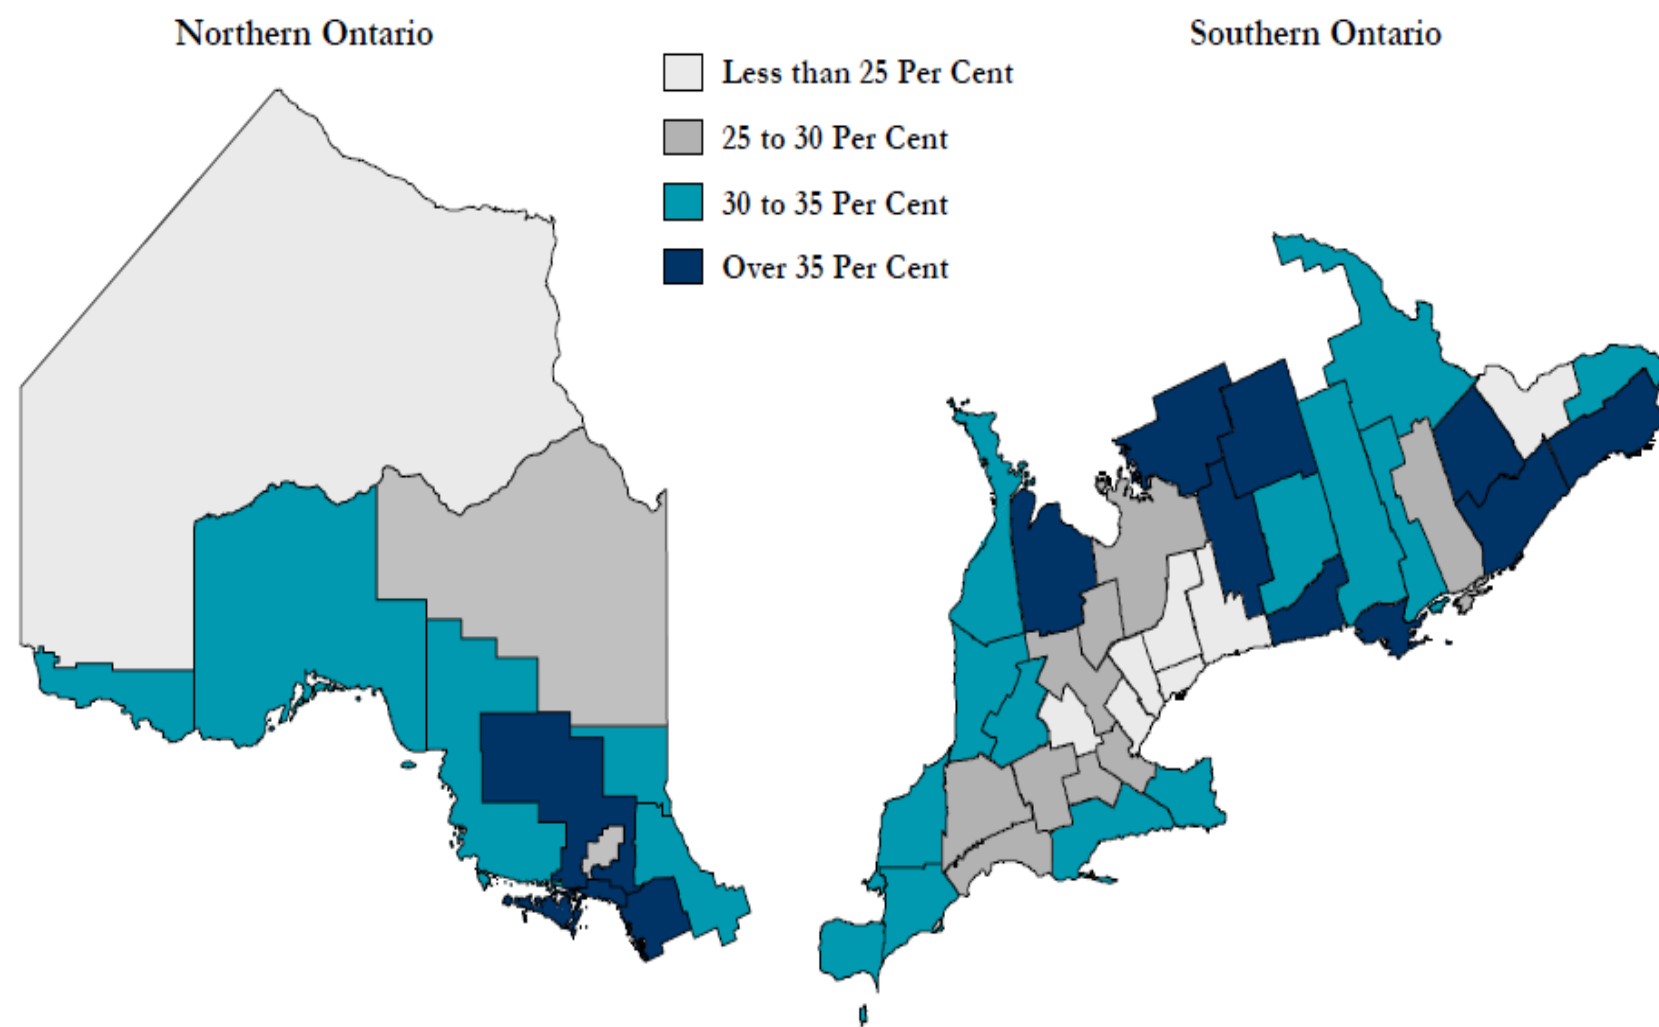 Northern Ontario
Southern Ontario
Less than 25 Per Cent
25 to 30 Per Cent
30 to 35 Per Cent
Over 35 Per Cent